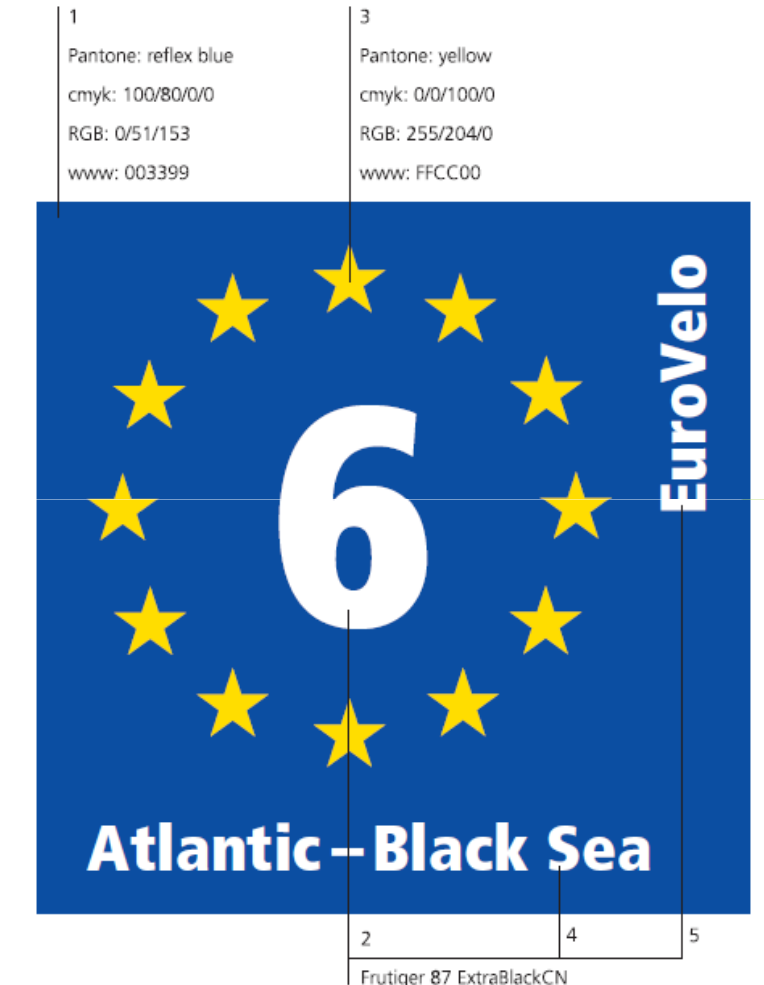 1
Pantone: reflex blue
cmyk: 100/80/0/0
RGB: 0/51/153
www: 003399
3
Pantone: yellow
cmyk: 0/0/100/0
RGB: 255/204/0
www: FFCC00
EuroVelo
6
Atlantic – Black Sea
2
4
5
Frutiger 87 ExtraBlackCN